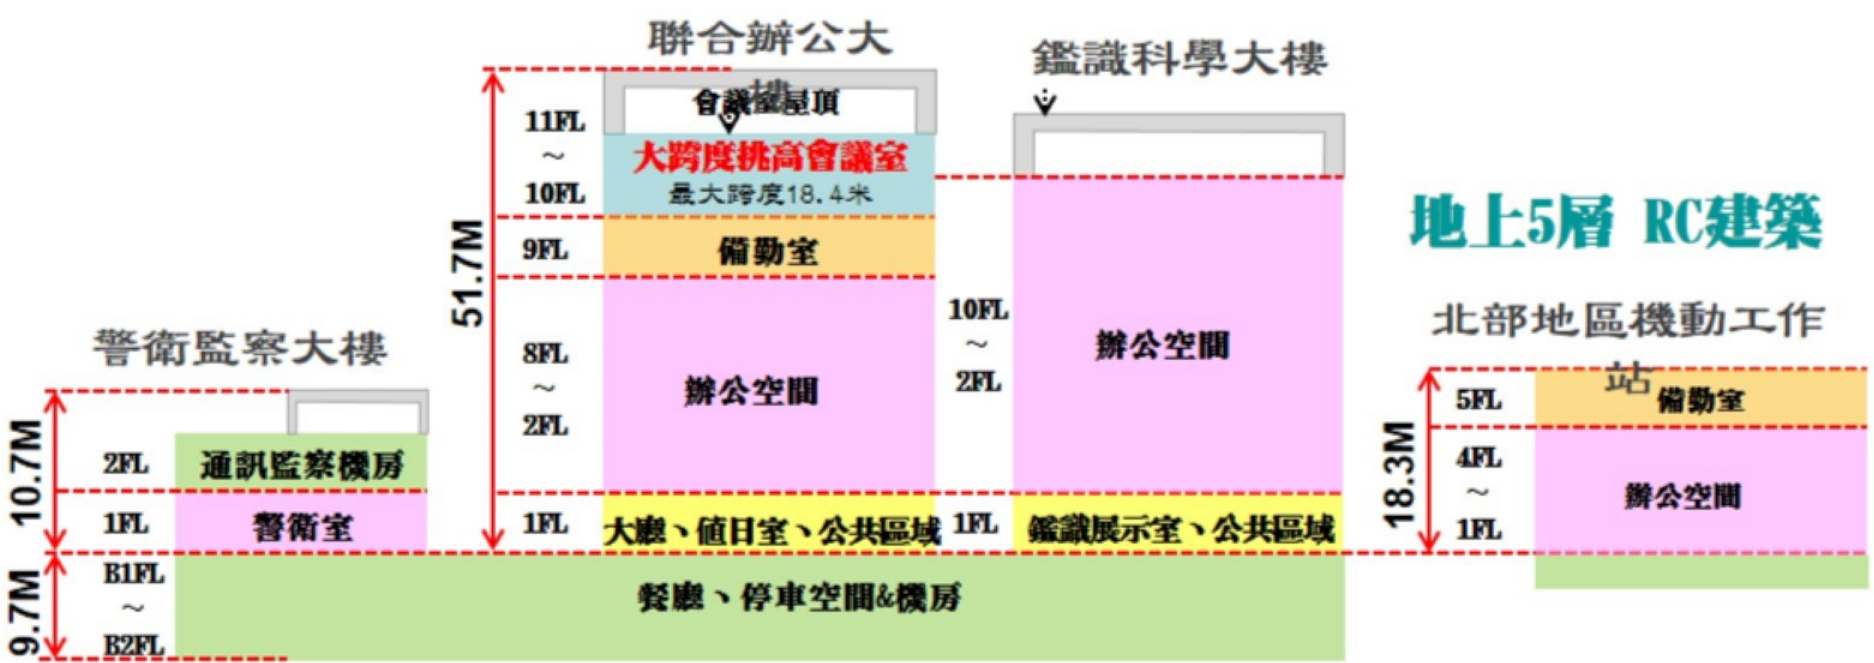 聯合辦公大
樓
鑑識科學大樓
會議室屋頂
11FL
～
10FL
大跨度挑高會議室
最大跨度18.4米
地上5層 RC建築
51.7M
9FL
備勤室
10FL
～
2FL
辦公空間
北部地區機動工作
站
警衛監察大樓
8FL
～
2FL
辦公空間
5FL
備勤室
10.7M
2FL
通訊監察機房
18.3M
4FL
～
1FL
辦公空間
1FL
警衛室
1FL
大廳、值日室、公共區域
1FL
鑑識展示室、公共區域
9.7M
B1FL
～
B2FL
餐廳、停車空間&機房